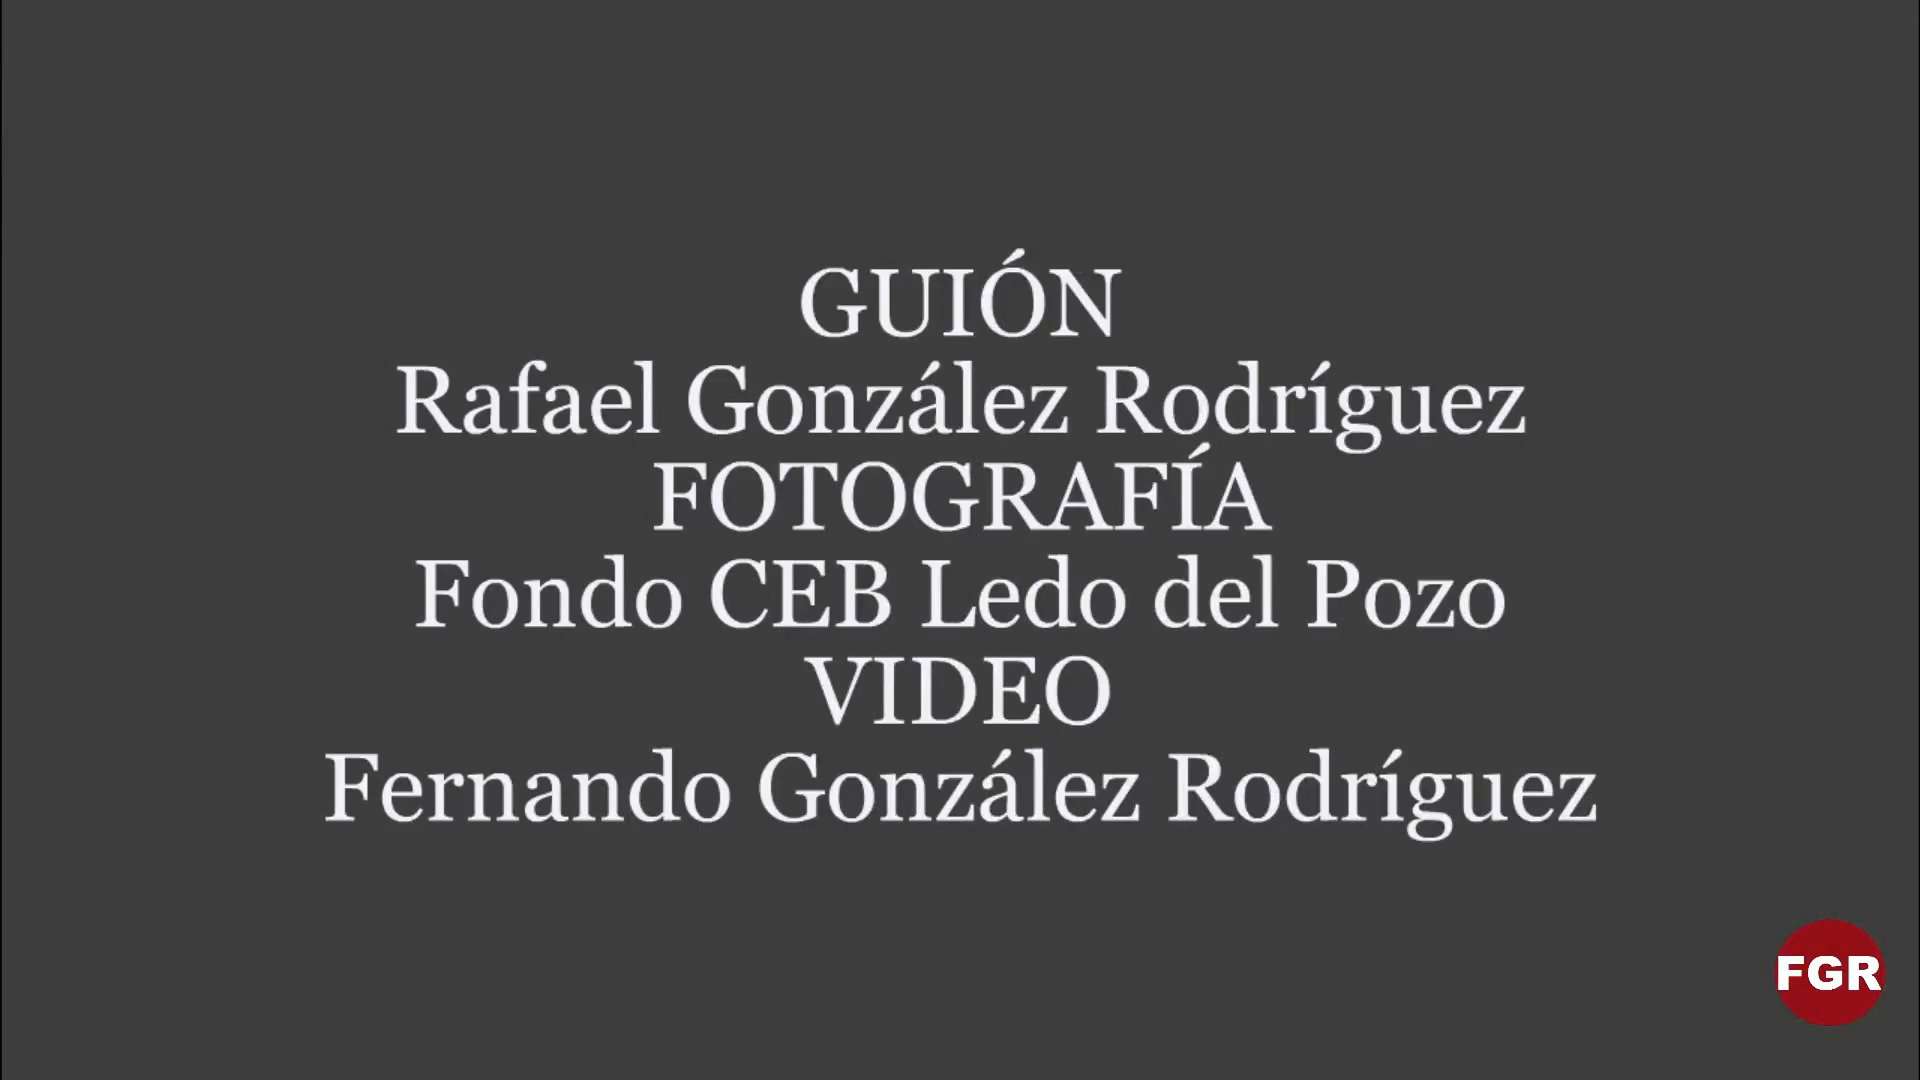 GUIÓN
Rafael González Rodríguez
FOTOGRAFÍA
Fondo CEB Ledo del Pozo
VIDEO
Fernando González Rodríguez
FGR